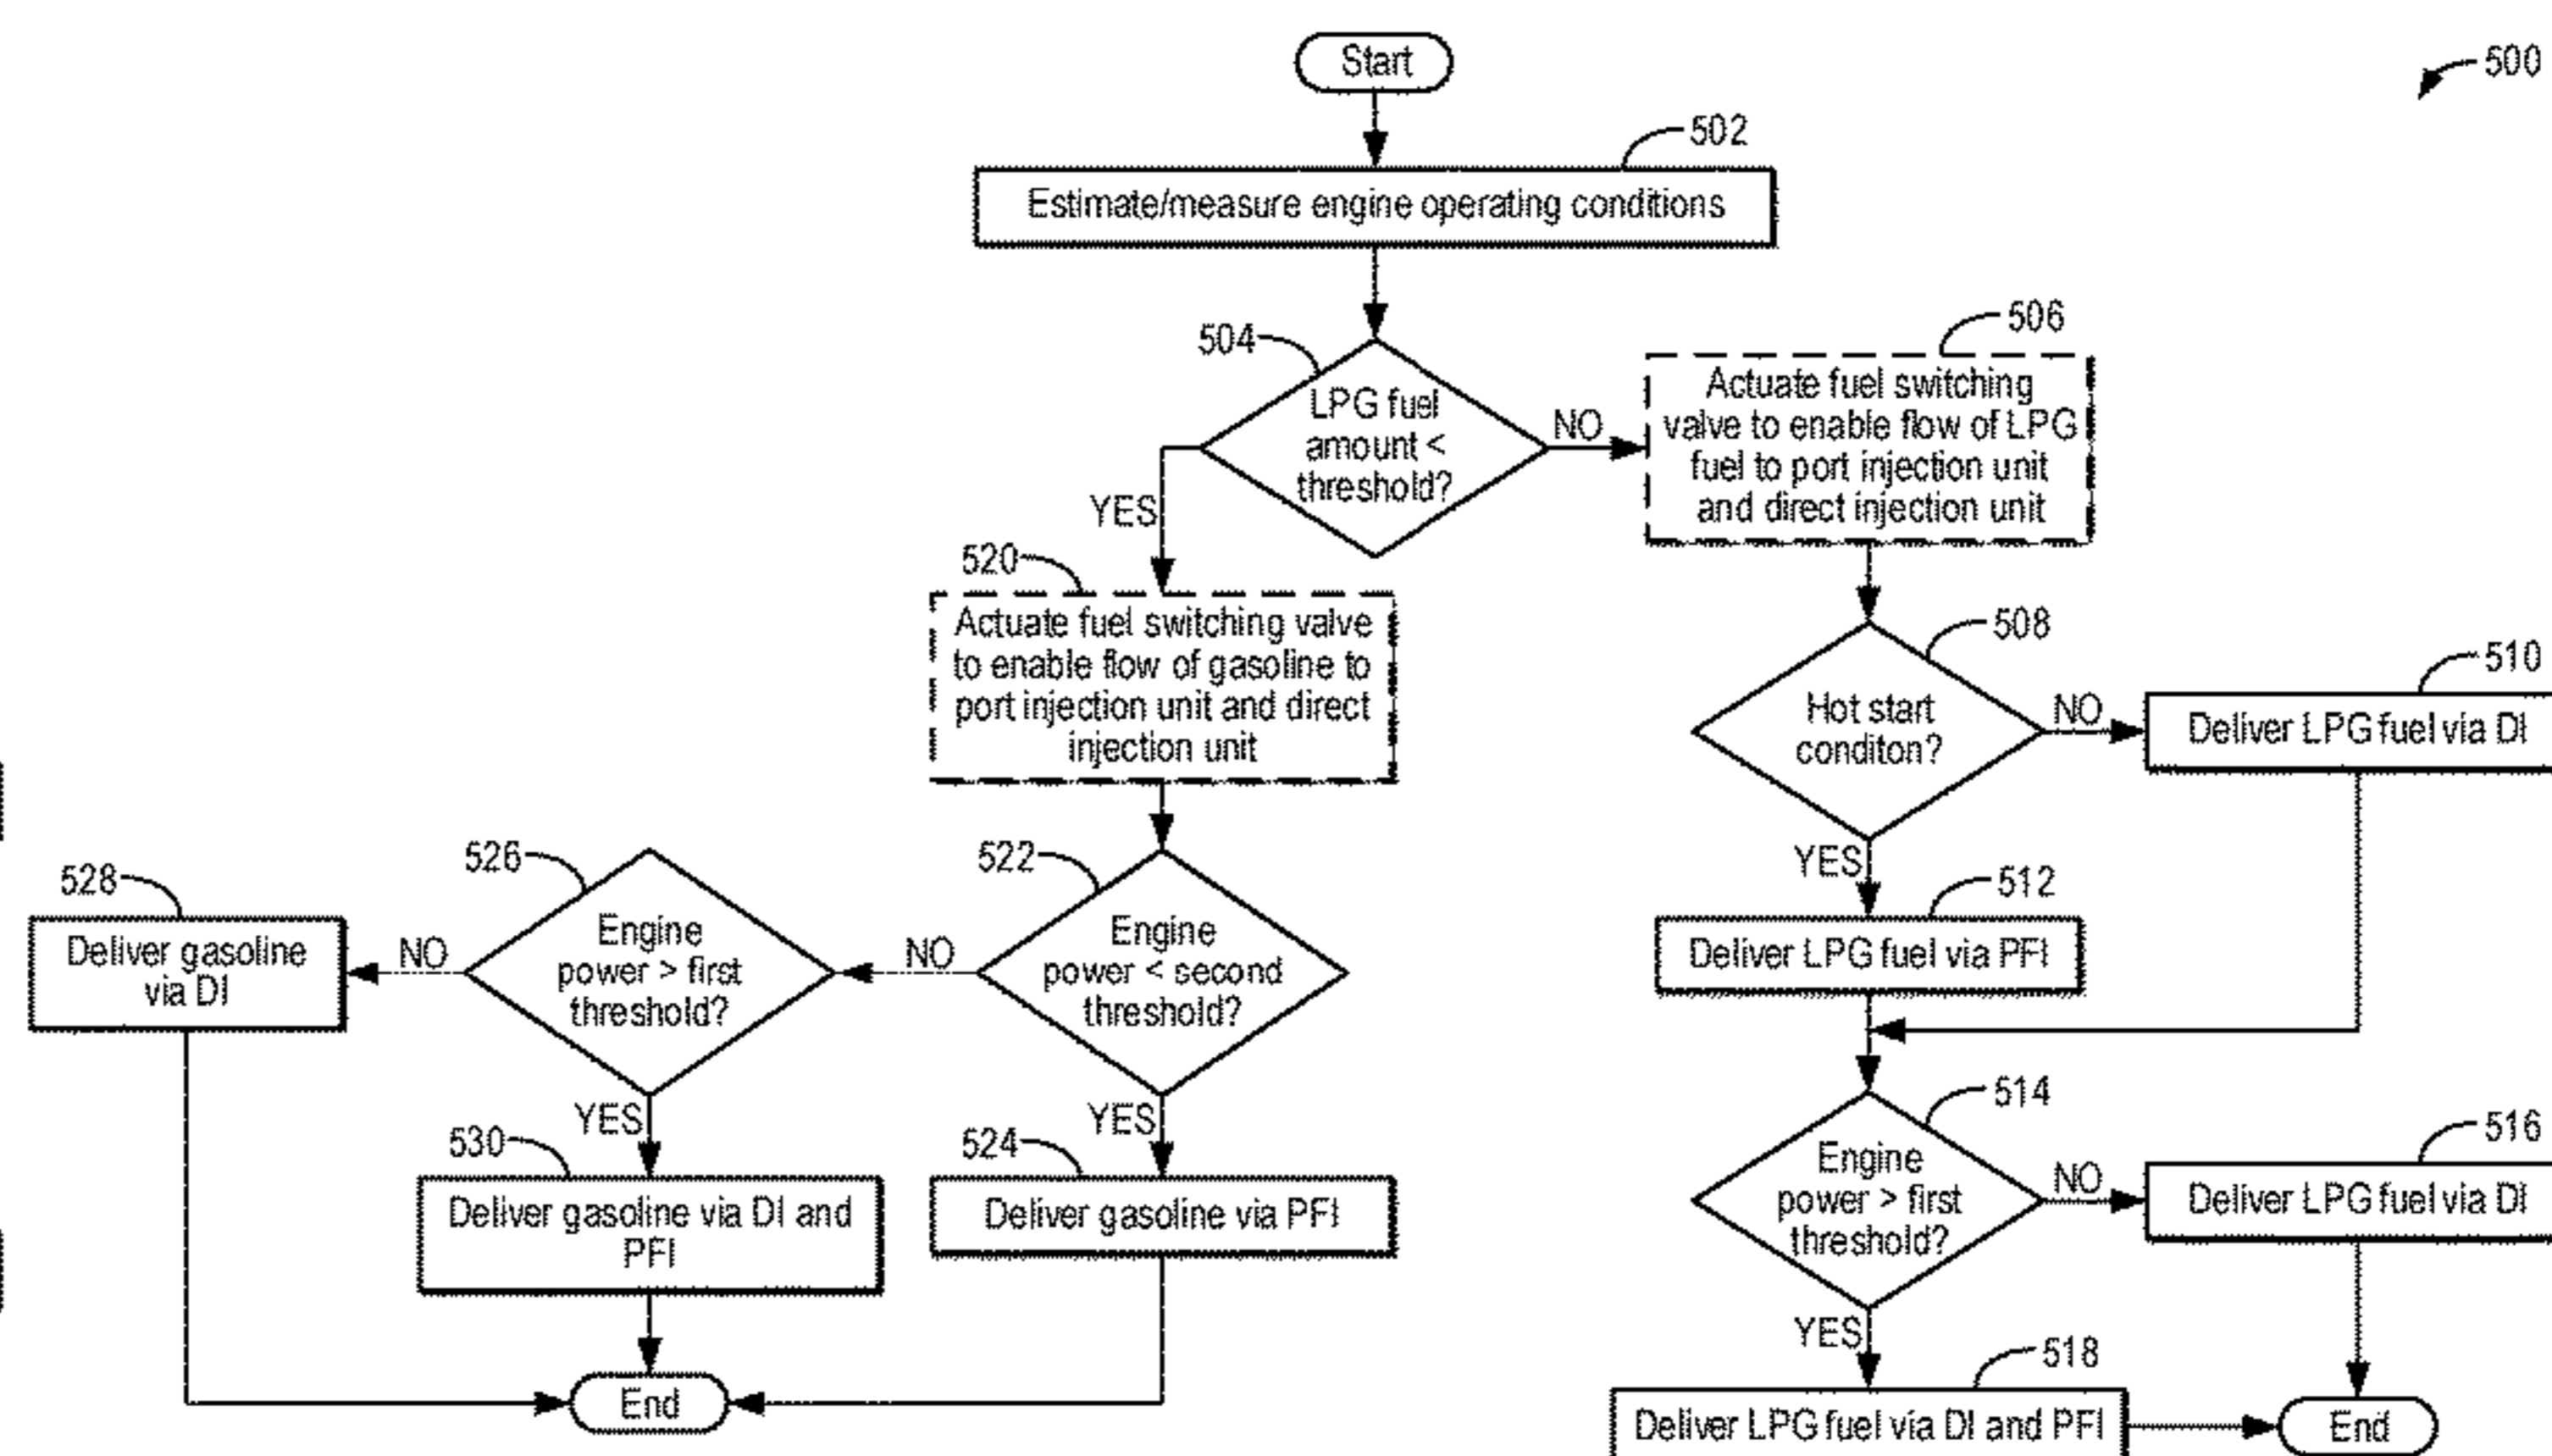 Start
500
502
Estimate/measure engine operating conditions
504
LPG fuel
amount <
threshold?
NO
YES
506
Actuate fuel switching
valve to enable flow of LPG
fuel to port injection unit
and direct injection unit
520
Actuate fuel switching valve
to enable flow of gasoline to
port injection unit and direct
injection unit
508
Hot start
conditon?
NO
YES
510
Deliver LPG fuel via DI
512
Deliver LPG fuel via PFI
522
Engine
power < second
threshold?
NO
YES
526
Engine
power > first
threshold?
NO
YES
528
Deliver gasoline
via DI
530
Deliver gasoline via DI and
PFI
524
Deliver gasoline via PFI
End
514
Engine
power > first
threshold?
NO
YES
516
Deliver LPG fuel via DI
518
Deliver LPG fuel via DI and PFI
End